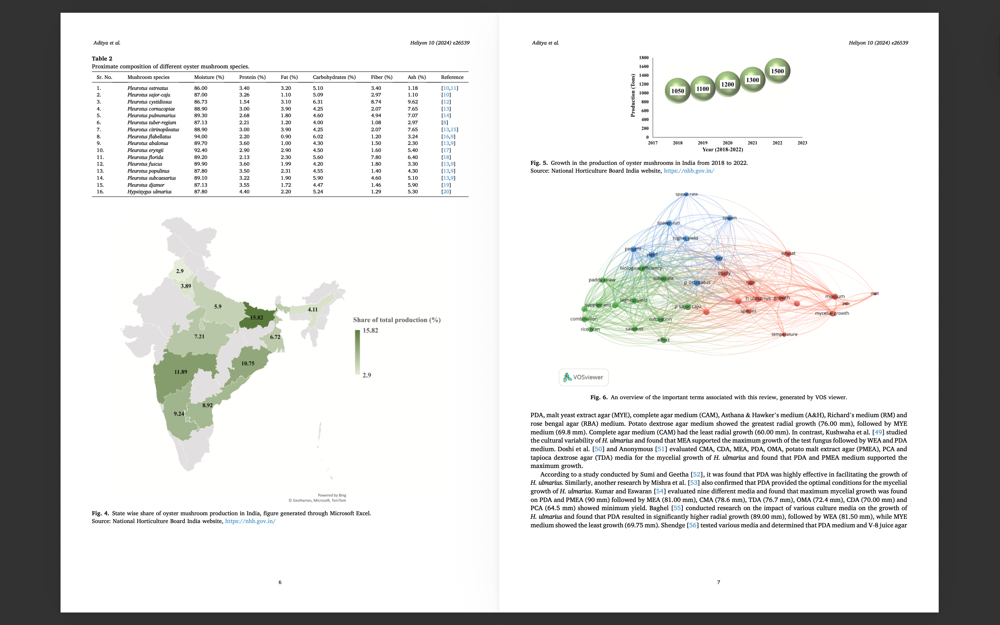 Aditya et al.
Heliyon 10 (2024) e26539
Table 2
Proximate composition of different oyster mushroom species.
Sr. No. Mushroom species Moisture (%) Protein (%) Fat (%) Carbohydrates (%) Fiber (%) Ash (%) Reference
1. Pleurotus ostreatus 86.00 3.40 3.20 5.10 3.40 1.18 [10,11]
2. Pleurotus sajor-caju 87.00 3.26 1.10 5.09 2.97 1.10 [10]
3. Pleurotus cystidiosus 86.73 1.54 3.10 6.31 8.74 9.62 [12]
4. Pleurotus cornucopiae 88.90 3.00 3.90 4.25 2.07 7.65 [13]
5. Pleurotus pulmonarius 89.30 2.68 1.80 4.60 4.94 7.07 [14]
6. Pleurotus tuber-regium 87.13 2.21 1.20 4.00 1.08 2.97 [8]
7. Pleurotus citrinopileatus 88.90 3.00 3.90 4.25 2.07 7.65 [13,15]
8. Pleurotus flabellatus 94.00 2.20 0.90 6.02 1.20 3.24 [16,9]
9. Pleurotus abalonus 89.70 3.60 1.00 4.30 1.50 2.30 [13,9]
10. Pleurotus eryngii 92.40 2.90 2.90 4.50 1.60 5.40 [17]
11. Pleurotus florida 89.20 2.13 2.30 5.60 7.80 6.40 [18]
12. Pleurotus fuscus 89.90 3.60 1.99 4.20 1.80 3.30 [13,9]
13. Pleurotus populinus 87.80 3.50 2.31 4.55 1.40 4.30 [13,9]
14. Pleurotus subcaesarius 89.10 3.22 1.90 5.90 4.60 5.10 [13,9]
15. Pleurotus djamor 87.13 3.55 1.72 4.47 1.46 5.90 [19]
16. Hypsizygus ulmarius 87.80 4.40 2.20 5.24 1.29 5.30 [20]
2.9
3.89
5.9
15.82
4.11
7.21
6.72
11.89
10.75
9.24
8.92
Share of total production (%)
15.82
2.9
Powered by Bing
© GeoNames, Microsoft, TomTom
Fig. 4. State wise share of oyster mushroom production in India, figure generated through Microsoft Excel.
Source: National Horticulture Board India website, https://nhb.gov.in/
6
Aditya et al.
Heliyon 10 (2024) e26539
Production (Tons)
1800
1600
1400
1200
1000
800
600
400
200
0
1050
1100
1200
1300
1500
2017 2018 2019 2020 2021 2022 2023
Year (2018-2022)
Fig. 5. Growth in the production of oyster mushrooms in India from 2018 to 2022.
Source: National Horticulture Board India website, https://nhb.gov.in/
spawn rate
spawn
spawn run
higher yield
percent
yield
wheat
day
biological efficiency
study
paddy straw
substrate
p ostreatus
type
malt
highest yield
h ulmarius
growth
medium
supplement
p sajor caju
pda
species
mycelial growth
combination
cultivation
rice bran
sawdust
temperature
effect
VOSviewer
Fig. 6. An overview of the important terms associated with this review, generated by VOS viewer.
PDA, malt yeast extract agar (MYE), complete agar medium (CAM), Asthana & Hawker's medium (A&H), Richard's medium (RM) and
rose bengal agar (RBA) medium. Potato dextrose agar medium showed the greatest radial growth (76.00 mm), followed by MYE
medium (69.8 mm). Complete agar medium (CAM) had the least radial growth (60.00 mm). In contrast, Kushwaha et al. [49] studied
the cultural variability of H. ulmarius and found that MEA supported the maximum growth of the test fungus followed by WEA and PDA
medium. Doshi et al. [50] and Anonymous [51] evaluated CMA, CDA, MEA, PDA, OMA, potato malt extract agar (PMEA), PCA and
tapioca dextrose agar (TDA) media for the mycelial growth of H. ulmarius and found that PDA and PMEA medium supported the
maximum growth.
According to a study conducted by Sumi and Geetha [52], it was found that PDA was highly effective in facilitating the growth of
H. ulmarius. Similarly, another research by Mishra et al. [53] also confirmed that PDA provided the optimal conditions for the mycelial
growth of H. ulmarius. Kumar and Eswaran [54] evaluated nine different media and found that maximum mycelial growth was found
on PDA and PMEA (90 mm) followed by MEA (81.00 mm), CMA (78.6 mm), TDA (76.7 mm), OMA (72.4 mm), CDA (70.00 mm) and
PCA (64.5 mm) showed minimum yield. Baghel [55] conducted research on the impact of various culture media on the growth of
H. ulmarius and found that PDA resulted in significantly higher radial growth (89.00 mm), followed by WEA (81.50 mm), while MYE
medium showed the least growth (69.75 mm). Shendge [56] tested various media and determined that PDA medium and V-8 juice agar
7